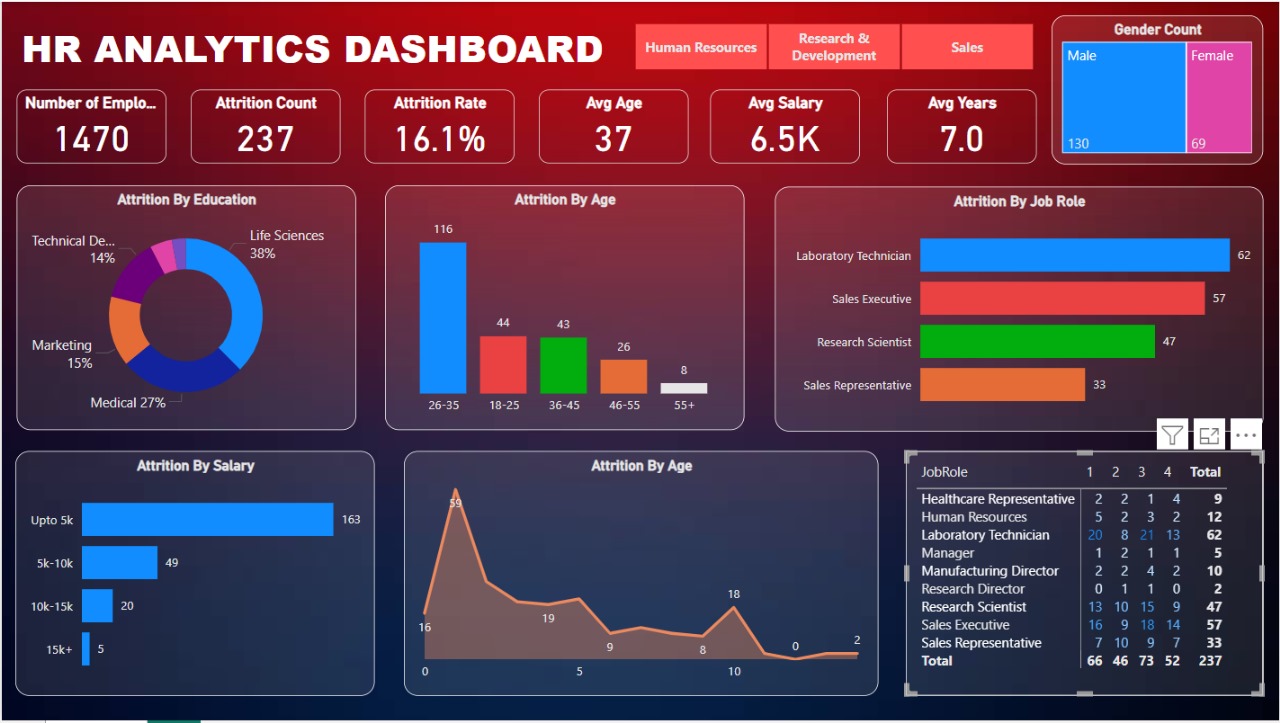 HR ANALYTICS DASHBOARD
Human Resources
Research &
Development
Sales
Gender Count
Male
Female
130
69
Number of Emplo...
1470
Attrition Count
237
Attrition Rate
16.1%
Avg Age
37
Avg Salary
6.5K
Avg Years
7.0
Attrition By Education
Life Sciences
38%
Technical De...
14%
Marketing
15%
Medical 27%
Attrition By Age
116
44
43
26
8
26-35 18-25 36-45 46-55 55+
Attrition By Job Role
Laboratory Technician 62
Sales Executive 57
Research Scientist 47
Sales Representative 33
Attrition By Salary
Upto 5k 163
5k-10k 49
10k-15k 20
15k+ 5
Attrition By Age
59
16
19
9
8
18
0
2
0 5 10
JobRole 1 2 3 4 Total
Healthcare Representative 2 2 1 4 9
Human Resources 5 2 3 2 12
Laboratory Technician 20 8 21 13 62
Manager 1 2 1 1 5
Manufacturing Director 2 2 4 2 10
Research Director 0 1 1 0 2
Research Scientist 13 10 15 9 47
Sales Executive 16 9 18 14 57
Sales Representative 7 10 9 7 33
Total 66 46 73 52 237